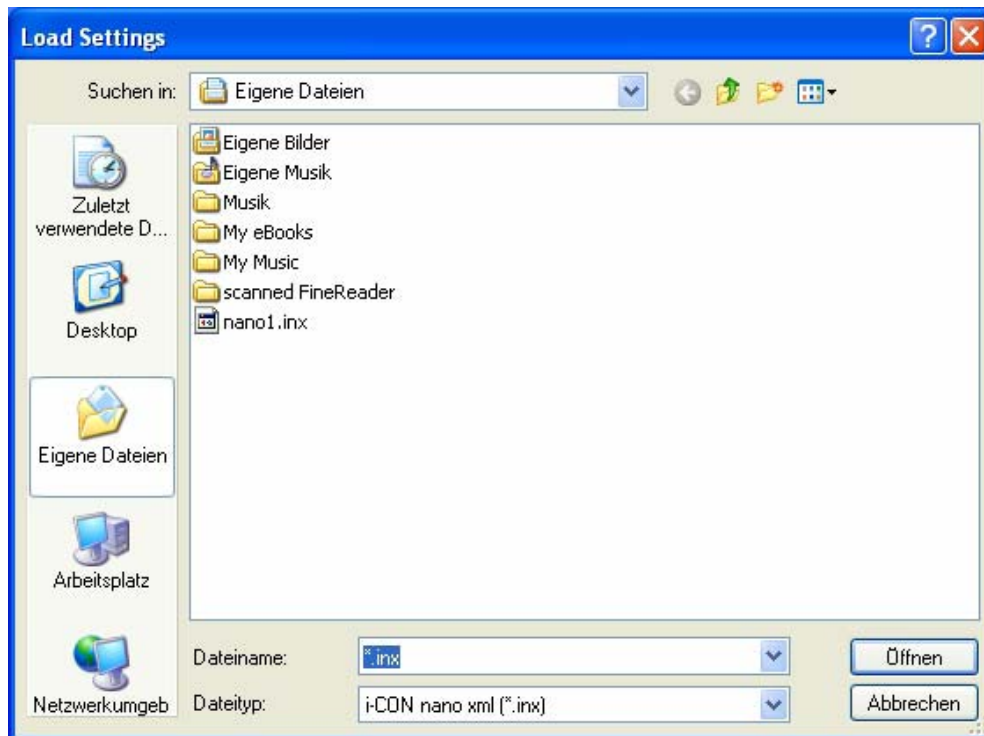 Load Settings
Suchen in:
Eigene Dateien
Eigene Bilder
Eigene Musik
Musik
My eBooks
My Music
scanned FineReader
nano1.inx
Zuletzt
verwendete D...
Desktop
Eigene Dateien
Arbeitsplatz
Netzwerkumgeb
Dateiname:
*.inx
Öffnen
Dateityp:
i-CON nano xml (*.inx)
Abbrechen